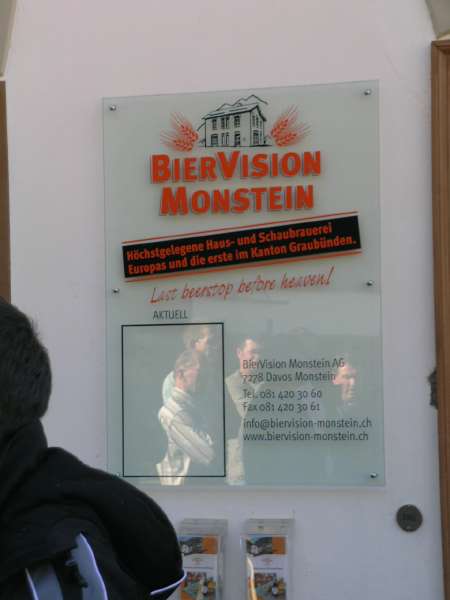 BIERVISION
MONSTEIN
Höchstgelegene Haus- und Schaubrauerei
Europas und die erste im Kanton Graubünden.
Last beerstop before heaven!
AKTUELL
BierVision Monstein AG
7278 Davos Monstein
Tel. 081 420 30 60
Fax 081 420 30 61
info@biervision-monstein.ch
www.biervision-monstein.ch